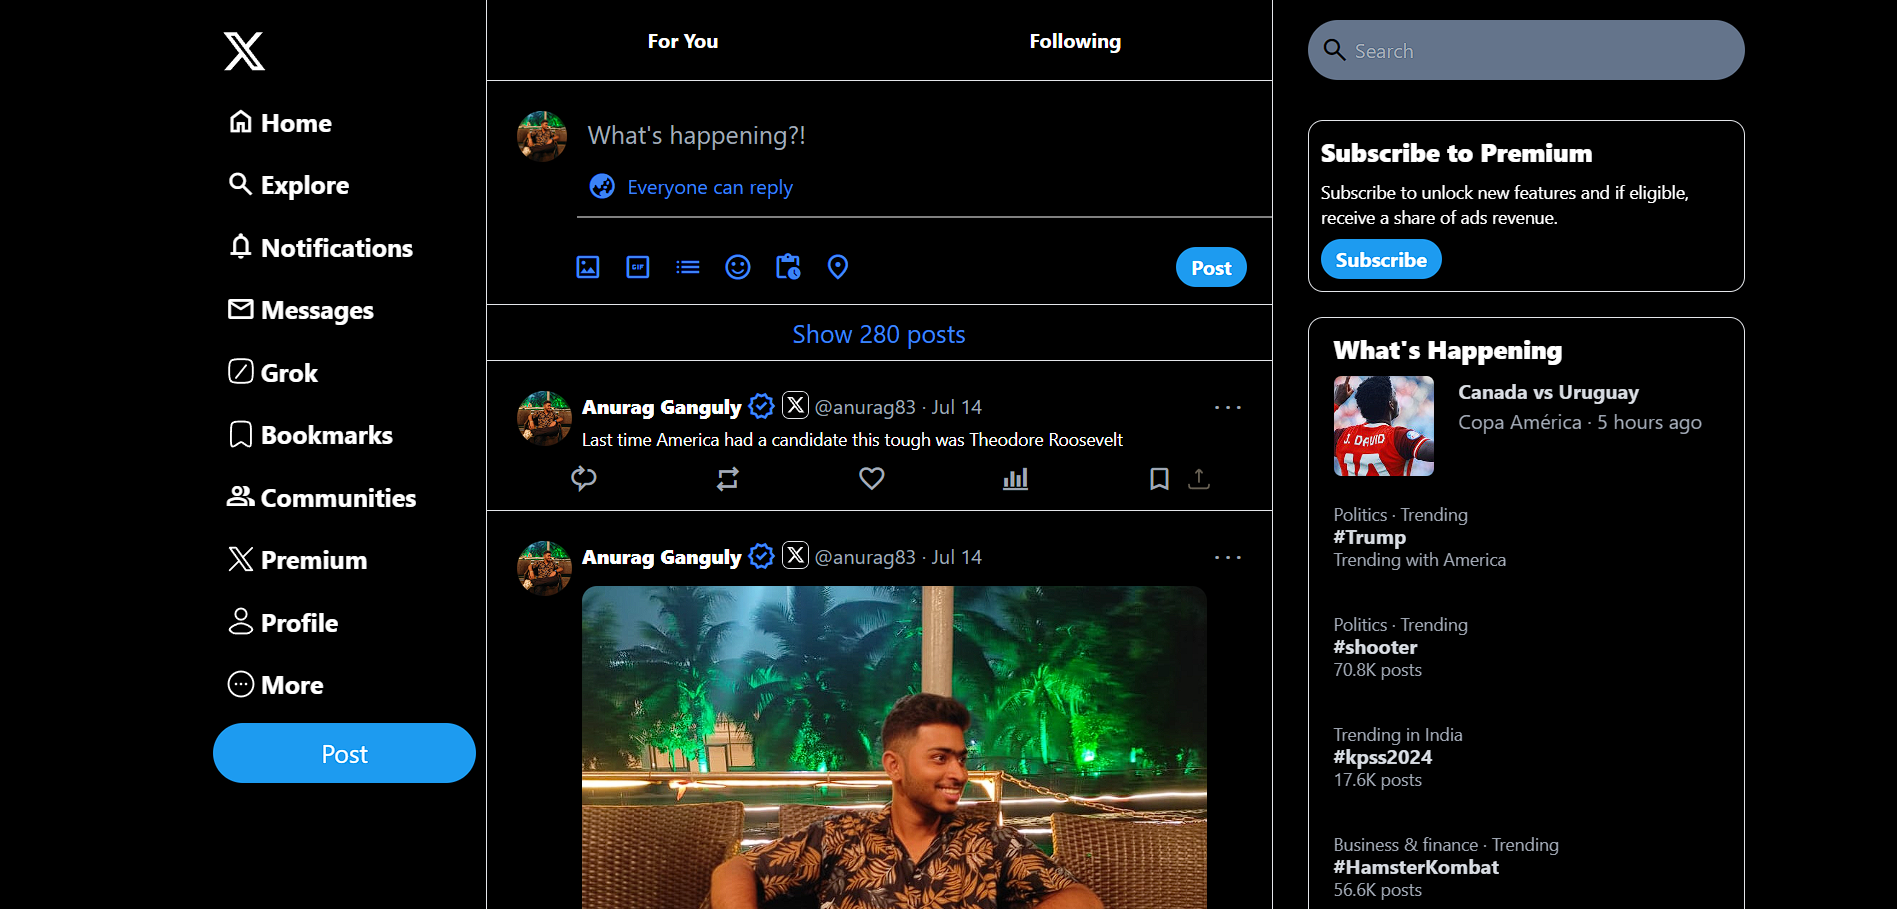 Home
Explore
Notifications
Messages
Grok
Bookmarks
Communities
Premium
Profile
More
Post
For You
Following
What's happening?!
Everyone can reply
GIF
Post
Show 280 posts
Anurag Ganguly @anurag83 · Jul 14
Last time America had a candidate this tough was Theodore Roosevelt
Anurag Ganguly @anurag83 · Jul 14
Search
Subscribe to Premium
Subscribe to unlock new features and if eligible,
receive a share of ads revenue.
Subscribe
What's Happening
J. DAVID
10
Canada vs Uruguay
Copa América · 5 hours ago
Politics · Trending
#Trump
Trending with America
Politics · Trending
#shooter
70.8K posts
Trending in India
#kpss2024
17.6K posts
Business & finance · Trending
#HamsterKombat
56.6K posts